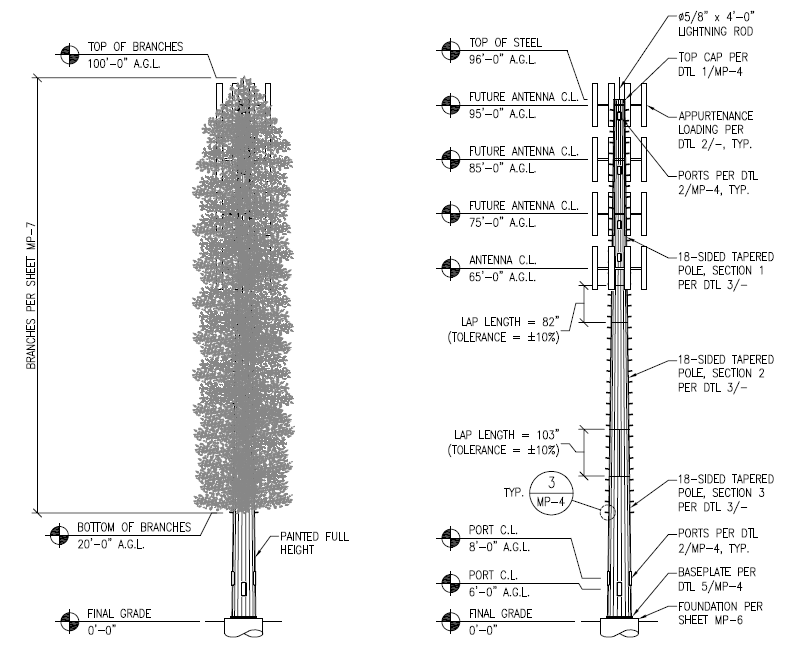 TOP OF BRANCHES
100'-0" A.G.L.
BRANCHES PER SHEET MP-7
BOTTOM OF BRANCHES
20'-0" A.G.L.
PAINTED FULL
HEIGHT
FINAL GRADE
0'-0"
TOP OF STEEL
96'-0" A.G.L.
FUTURE ANTENNA C.L.
95'-0" A.G.L.
FUTURE ANTENNA C.L.
85'-0" A.G.L.
FUTURE ANTENNA C.L.
75'-0" A.G.L.
ANTENNA C.L.
65'-0" A.G.L.
LAP LENGTH = 82"
(TOLERANCE = ±10%)
LAP LENGTH = 103"
(TOLERANCE = ±10%)
TYP.
3
MP-4
PORT C.L.
8'-0" A.G.L.
PORT C.L.
6'-0" A.G.L.
FINAL GRADE
0'-0"
ø5/8" x 4'-0"
LIGHTNING ROD
TOP CAP PER
DTL 1/MP-4
APPURTENANCE
LOADING PER
DTL 2/-, TYP.
PORTS PER DTL
2/MP-4, TYP.
18-SIDED TAPERED
POLE, SECTION 1
PER DTL 3/-
18-SIDED TAPERED
POLE, SECTION 2
PER DTL 3/-
18-SIDED TAPERED
POLE, SECTION 3
PER DTL 3/-
PORTS PER DTL
2/MP-4, TYP.
BASEPLATE PER
DTL 5/MP-4
FOUNDATION PER
SHEET MP-6